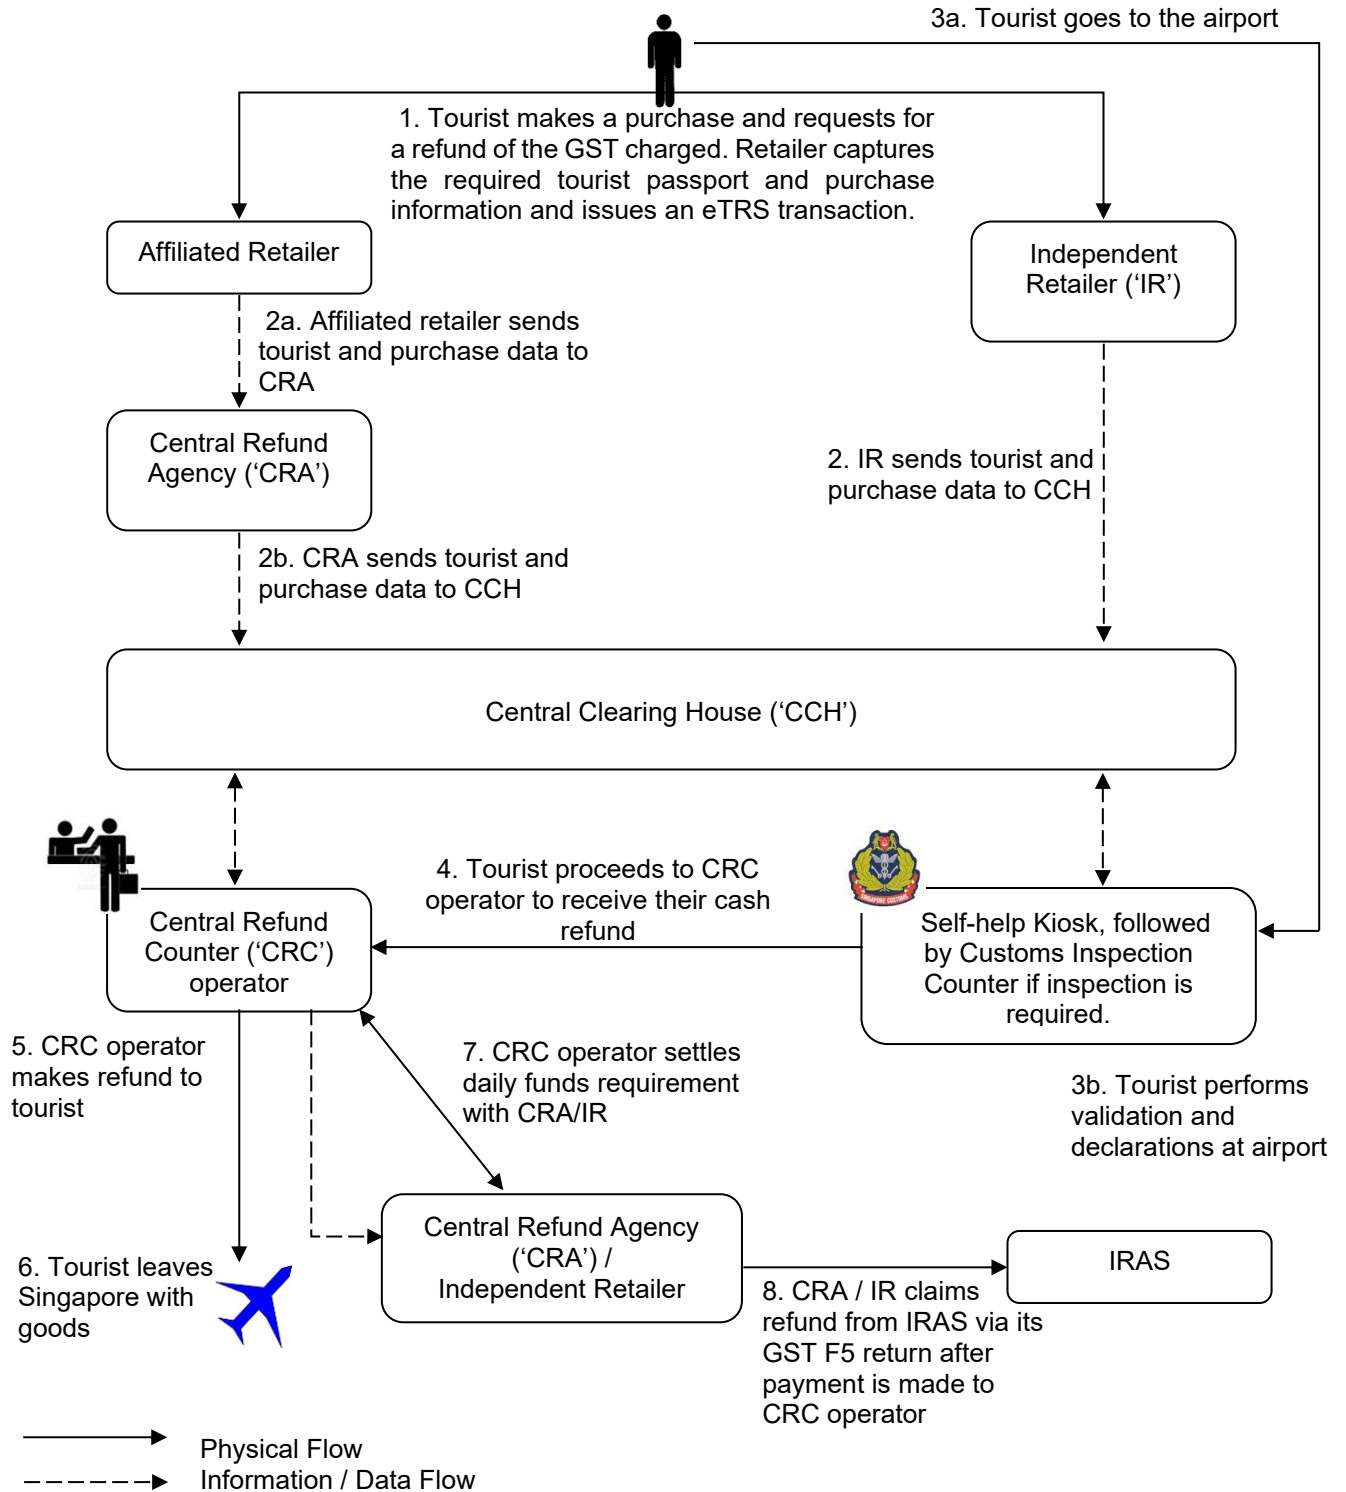 3a. Tourist goes to the airport
1. Tourist makes a purchase and requests for
a refund of the GST charged. Retailer captures
the required tourist passport and purchase
information and issues an eTRS transaction.
Affiliated Retailer
Independent
Retailer (‘IR’)
2a. Affiliated retailer sends
tourist and purchase data to
CRA
Central Refund
Agency (‘CRA’)
2. IR sends tourist and
purchase data to CCH
2b. CRA sends tourist and
purchase data to CCH
Central Clearing House (‘CCH’)
SINGAPORE CUSTOMS
4. Tourist proceeds to CRC
operator to receive their cash
refund
Central Refund
Counter (‘CRC’)
operator
Self-help Kiosk, followed
by Customs Inspection
Counter if inspection is
required.
5. CRC operator
makes refund to
tourist
7. CRC operator settles
daily funds requirement
with CRA/IR
3b. Tourist performs
validation and
declarations at airport
Central Refund Agency
(‘CRA’) /
Independent Retailer
IRAS
6. Tourist leaves
Singapore with
goods
8. CRA / IR claims
refund from IRAS via its
GST F5 return after
payment is made to
CRC operator
Physical Flow
Information / Data Flow